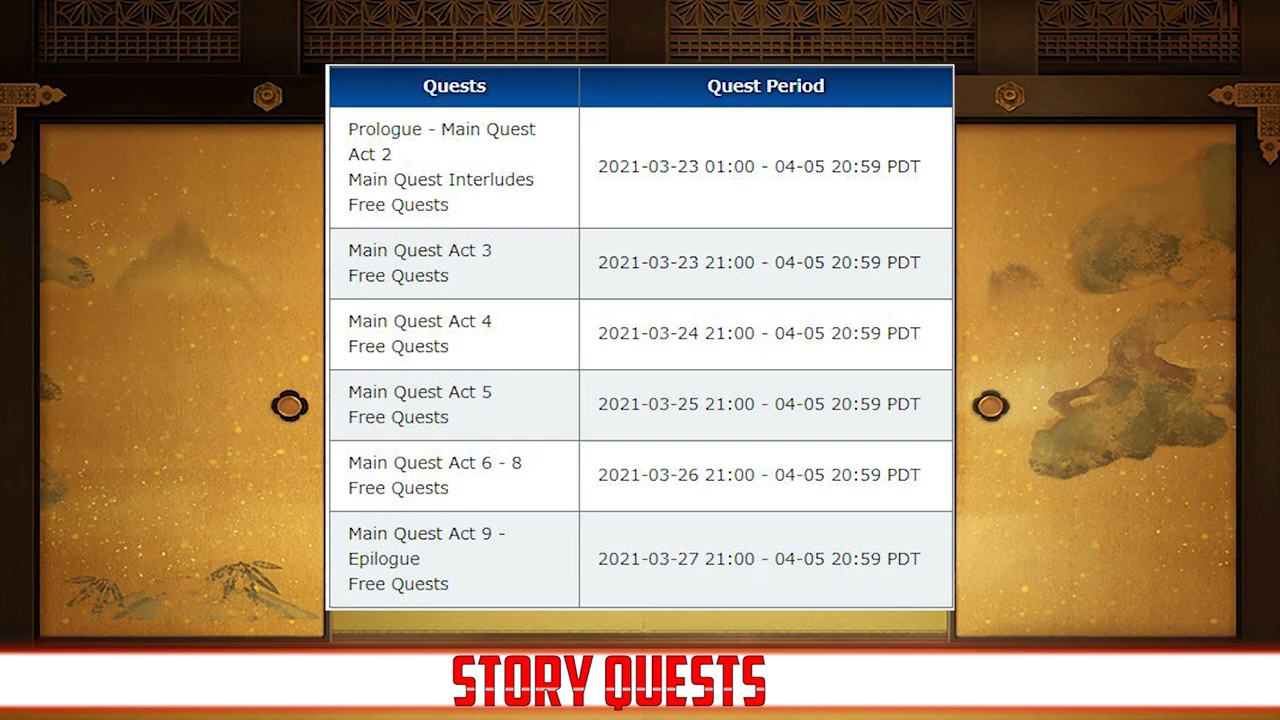 Quests Quest Period
Prologue - Main Quest
Act 2
Main Quest Interludes
Free Quests
2021-03-23 01:00 - 04-05 20:59 PDT
Main Quest Act 3
Free Quests
2021-03-23 21:00 - 04-05 20:59 PDT
Main Quest Act 4
Free Quests
2021-03-24 21:00 - 04-05 20:59 PDT
Main Quest Act 5
Free Quests
2021-03-25 21:00 - 04-05 20:59 PDT
Main Quest Act 6 - 8
Free Quests
2021-03-26 21:00 - 04-05 20:59 PDT
Main Quest Act 9 -
Epilogue
Free Quests
2021-03-27 21:00 - 04-05 20:59 PDT
STORY QUESTS